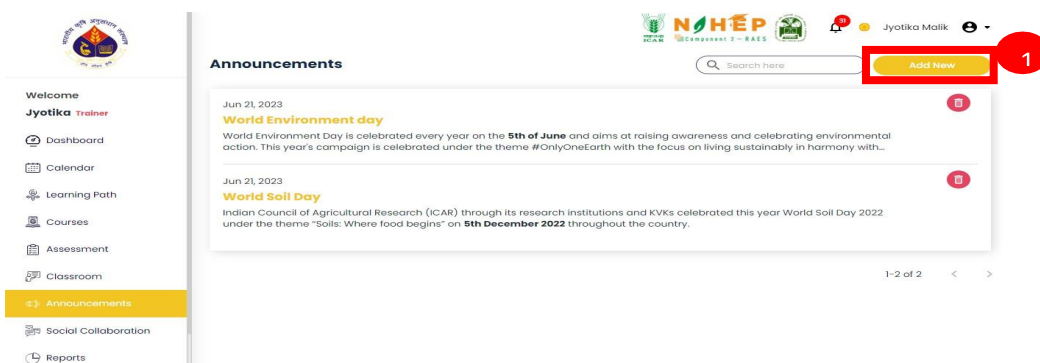 NAHEP
ICAR
Component 2 - RAES
31
Jyotika Malik
Announcements
Search here
Add New
1
Welcome
Jyotika Trainer
Dashboard
Calendar
Learning Path
Courses
Assessment
Classroom
Announcements
Social Collaboration
Reports
Jun 21, 2023
World Environment day
World Environment Day is celebrated every year on the 5th of June and aims at raising awareness and celebrating environmental
action. This year's campaign is celebrated under the theme #OnlyOneEarth with the focus on living sustainably in harmony with...
Jun 21, 2023
World Soil Day
Indian Council of Agricultural Research (ICAR) through its research institutions and KVKs celebrated this year World Soil Day 2022
under the theme “Soils: Where food begins” on 5th December 2022 throughout the country.
1-2 of 2